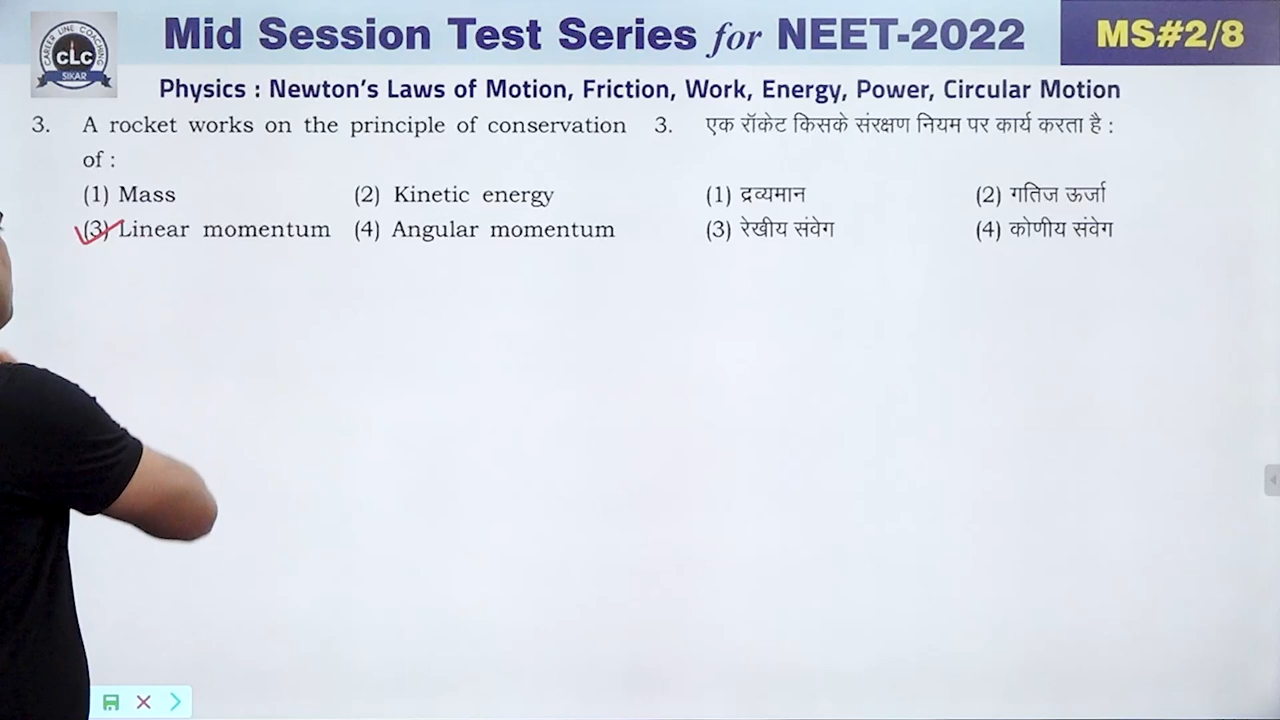 CAREER LINE COACHING
CLC
SIKAR
Mid Session Test Series for NEET-2022
MS#2/8
Physics : Newton's Laws of Motion, Friction, Work, Energy, Power, Circular Motion
3. A rocket works on the principle of conservation of :
(1) Mass (2) Kinetic energy
(3) Linear momentum (4) Angular momentum
3. एक रॉकेट किसके संरक्षण नियम पर कार्य करता है :
(1) द्रव्यमान (2) गतिज ऊर्जा
(3) रेखीय संवेग (4) कोणीय संवेग